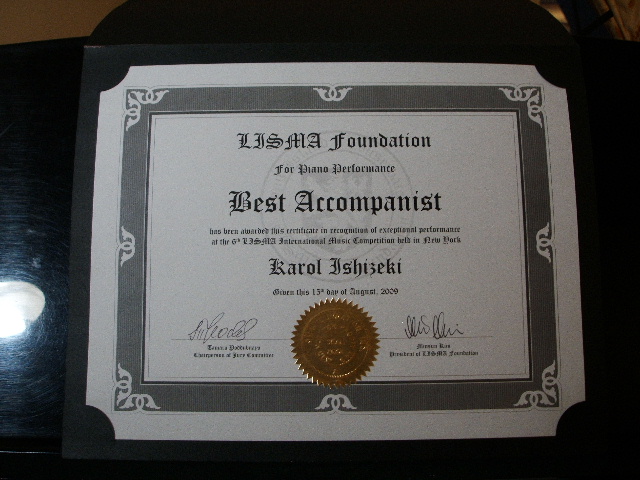 LISMA Foundation
For Piano Performance
Best Accompanist
has been awarded this certificate in recognition of exceptional performance
at the 6th LISMA International Music Competition held in New York
Karol Ishizeki
Given this 15th day of August, 2009
Chairperson of Jury Committee
President of LISMA Foundation